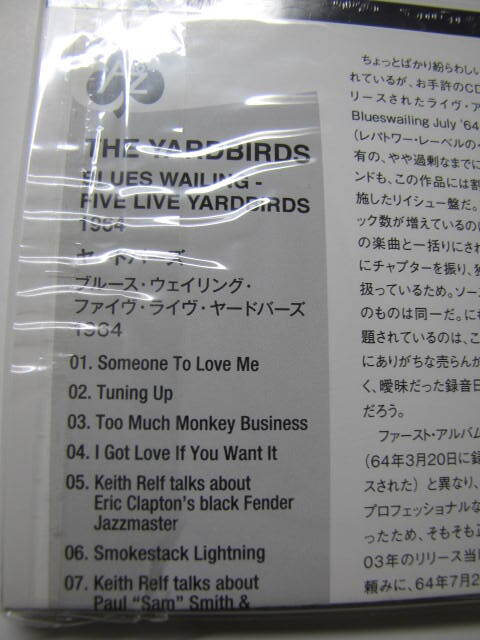 A to Z
THE YARDBIRDS
BLUES WAILING -
FIVE LIVE YARDBIRDS
1964
ヤードバーズ
ブルース・ウェイリング・
ファイヴ・ライヴ・ヤードバーズ
1964
01. Someone To Love Me
02. Tuning Up
03. Too Much Monkey Business
04. I Got Love If You Want It
05. Keith Relf talks about
Eric Clapton's black Fender
Jazzmaster
06. Smokestack Lightning
07. Keith Relf talks about
Paul “Sam” Smith &
ちょっとばかり紛らわしい
れているが、お手許のCD
リースされたライヴ・ア
Blueswailing July '64
(レパトワー・レーベルの
有の、やや過剰なまでに
ンドも、この作品には割
施したリイシュー盤だ。
ック数が増えているのは
の楽曲と一括りにされ
にチャプターを振り、独
扱っているため。ソース
のものは同一だ。にも
題されているのは、こ
にありがちな売らんが
く、曖昧だった録音日
だろう。
ファースト・アルバム
(64年3月20日に録
スされた) と異なり、
プロフェッショナルな
ったため、そもそも正
03年のリリース当
頼みに、64年7月2